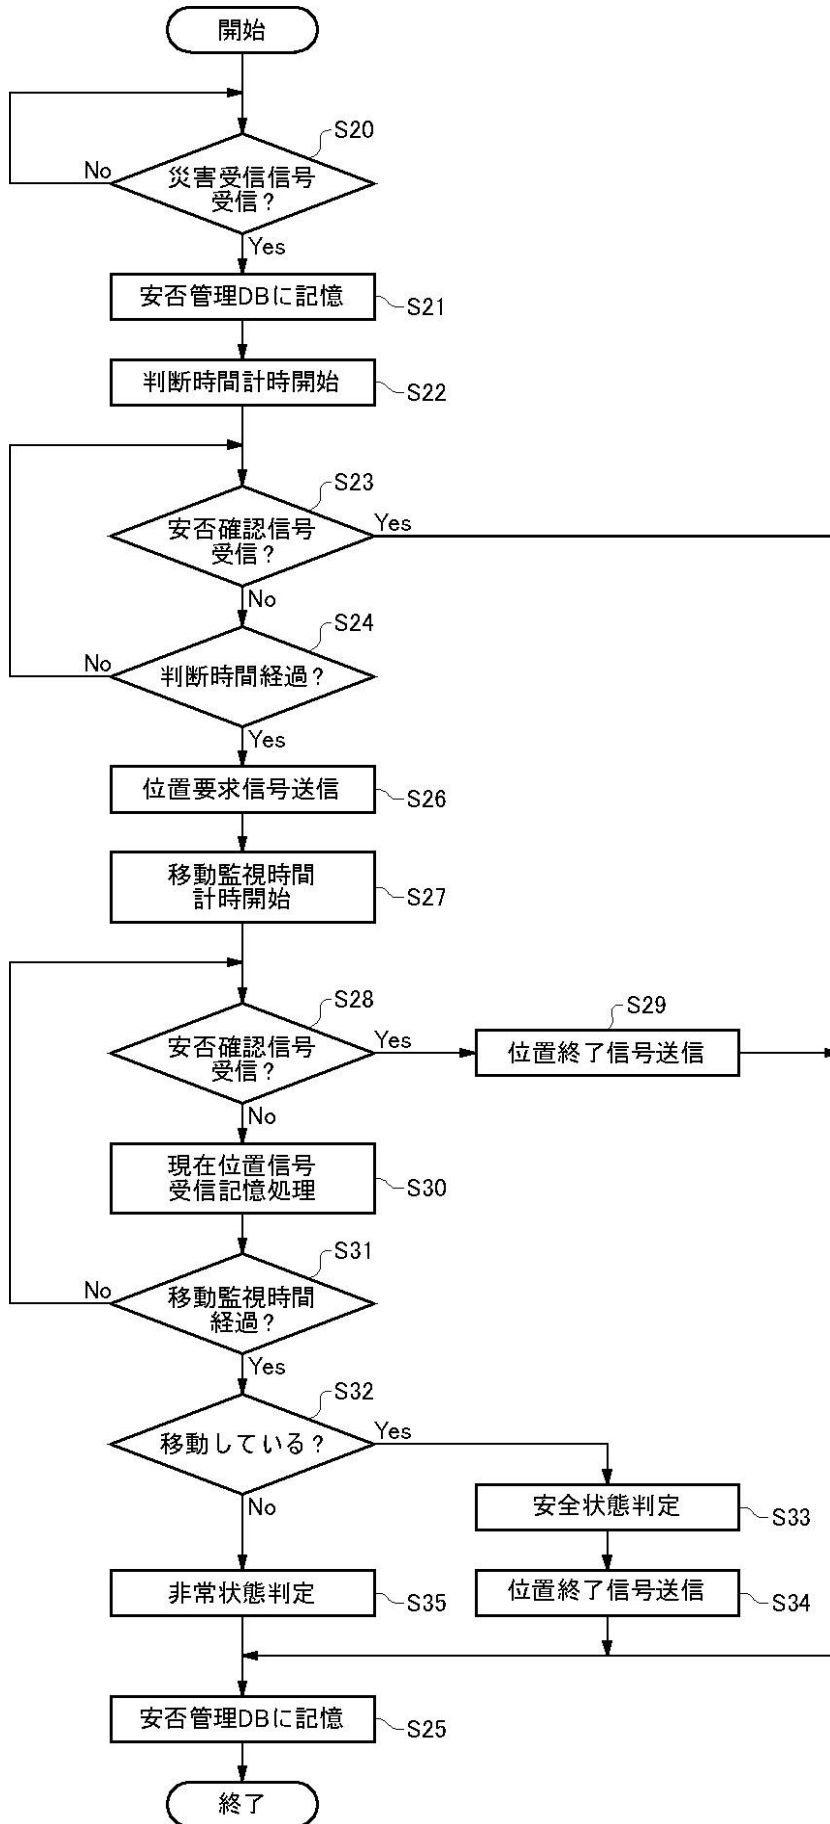 開始
S20
災害受信信号
受信？
No
Yes
安否管理DBに記憶
S21
判断時間計時開始
S22
S23
安否確認信号
受信？
Yes
No
S24
判断時間経過？
No
Yes
位置要求信号送信
S26
移動監視時間
計時開始
S27
S28
安否確認信号
受信？
Yes
S29
位置終了信号送信
No
現在位置信号
受信記憶処理
S30
S31
移動監視時間
経過？
No
Yes
S32
移動している？
Yes
No
安全状態判定
S33
非常状態判定
S35
位置終了信号送信
S34
安否管理DBに記憶
S25
終了